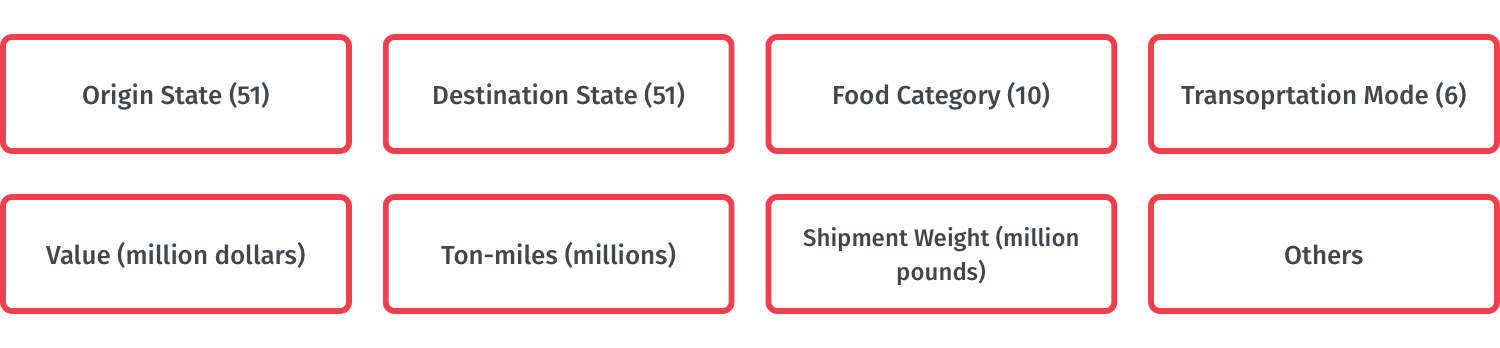 Origin State (51)
Destination State (51)
Food Category (10)
Transoprtation Mode (6)
Value (million dollars)
Ton-miles (millions)
Shipment Weight (million
pounds)
Others